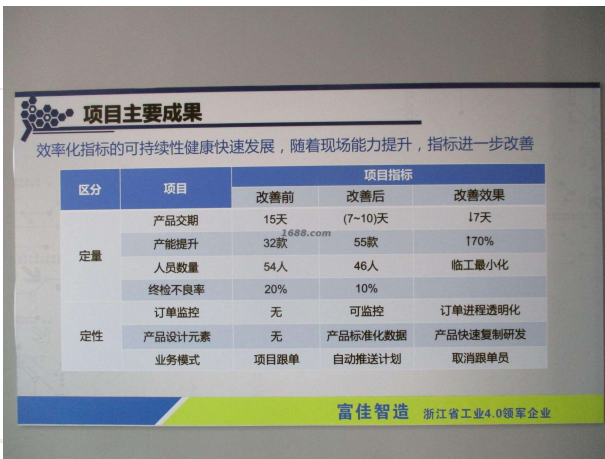 项目主要成果
效率化指标的可持续性健康快速发展，随着现场能力提升，指标进一步改善
区分 项目 项目指标
改善前 改善后 改善效果
定量 产品交期 15天 (7~10)天 ↓7天
产能提升 32款 55款 ↑70%
人员数量 54人 46人 临工最小化
终检不良率 20% 10%
定性 订单监控 无 可监控 订单进程透明化
产品设计元素 无 产品标准化数据 产品快速复制研发
业务模式 项目跟单 自动推送计划 取消跟单员
1688.com
富佳智造 浙江省工业4.0领军企业